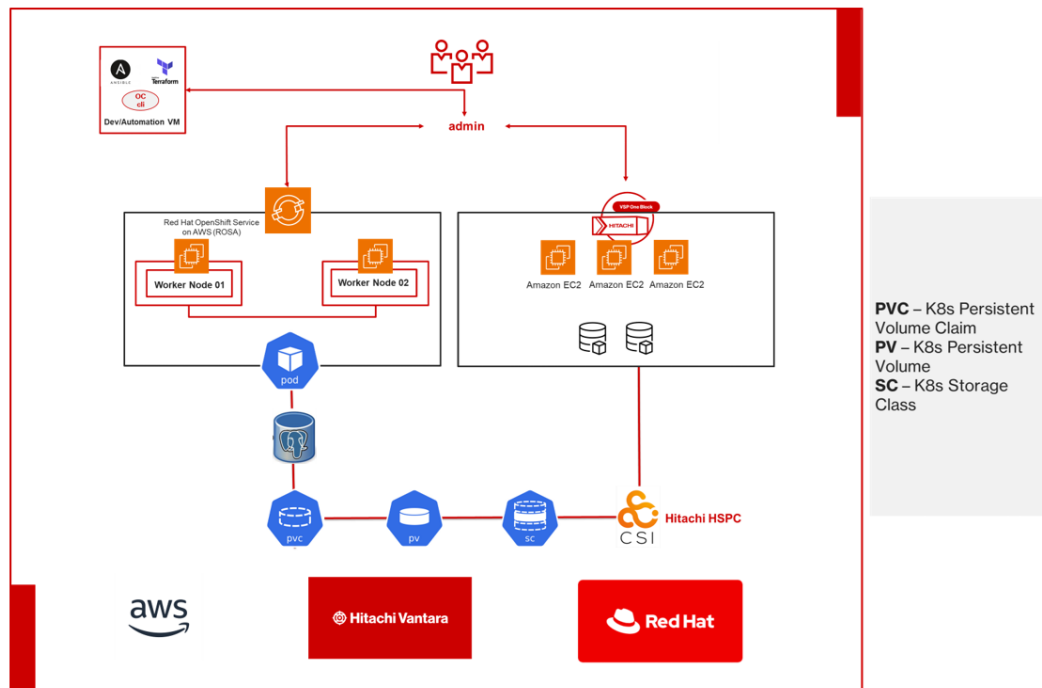 ANSIBLE
Terraform
OC
cli
Dev/Automation VM
admin
Red Hat OpenShift Service
on AWS (ROSA)
Worker Node 01
Worker Node 02
VSP One Block
HITACHI
Amazon EC2
Amazon EC2
Amazon EC2
pod
pvc
pv
sc
CSI
Hitachi HSPC
PVC – K8s Persistent
Volume Claim
PV – K8s Persistent
Volume
SC – K8s Storage
Class
aws
Hitachi Vantara
Red Hat